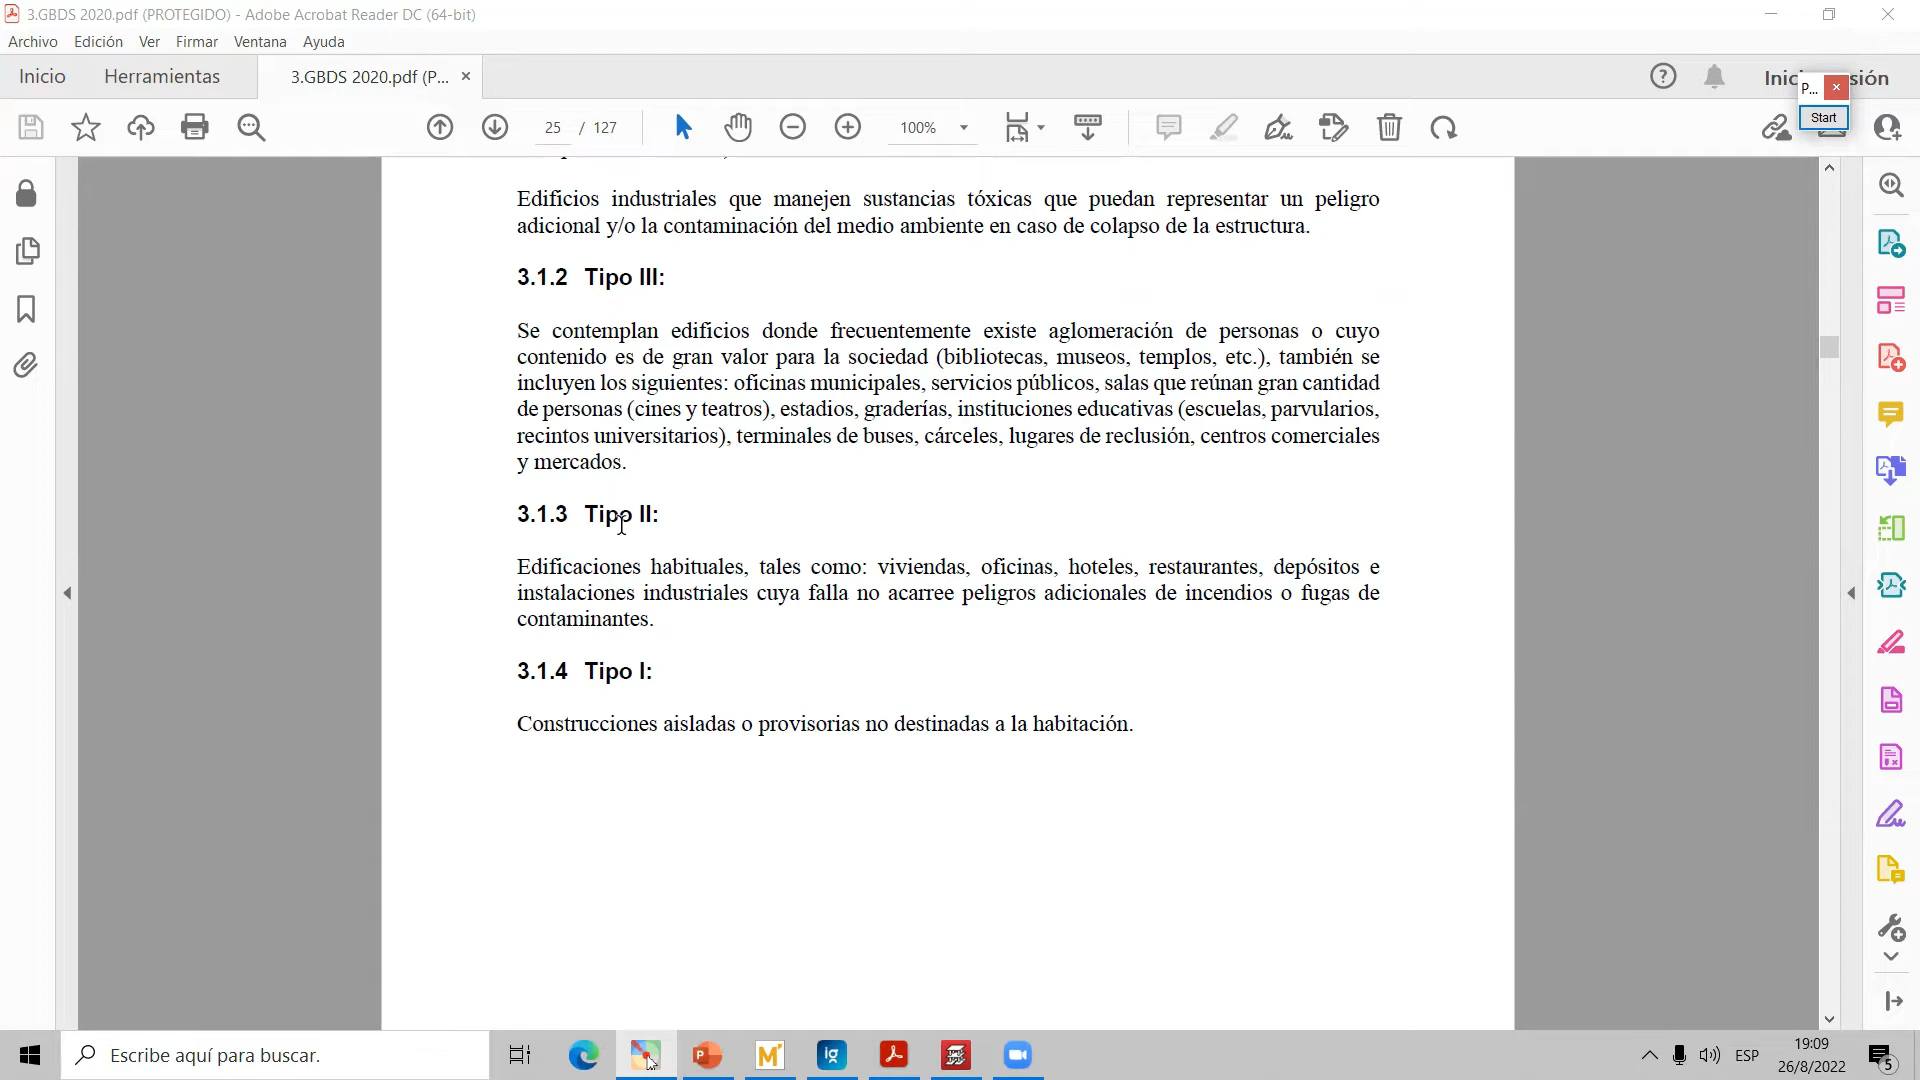 3.GBDS 2020.pdf (PROTEGIDO) - Adobe Acrobat Reader DC (64-bit)
Archivo Edición Ver Firmar Ventana Ayuda
Inicio Herramientas 3.GBDS 2020.pdf (P... ×
P...
Start
25 / 127 100%
Edificios industriales que manejen sustancias tóxicas que puedan representar un peligro
adicional y/o la contaminación del medio ambiente en caso de colapso de la estructura.
3.1.2 Tipo III:
Se contemplan edificios donde frecuentemente existe aglomeración de personas o cuyo
contenido es de gran valor para la sociedad (bibliotecas, museos, templos, etc.), también se
incluyen los siguientes: oficinas municipales, servicios públicos, salas que reúnan gran cantidad
de personas (cines y teatros), estadios, graderías, instituciones educativas (escuelas, parvularios,
recintos universitarios), terminales de buses, cárceles, lugares de reclusión, centros comerciales
y mercados.
3.1.3 Tipo II:
Edificaciones habituales, tales como: viviendas, oficinas, hoteles, restaurantes, depósitos e
instalaciones industriales cuya falla no acarree peligros adicionales de incendios o fugas de
contaminantes.
3.1.4 Tipo I:
Construcciones aisladas o provisorias no destinadas a la habitación.
Escribe aquí para buscar.
ig
ESP
19:09
26/8/2022
5